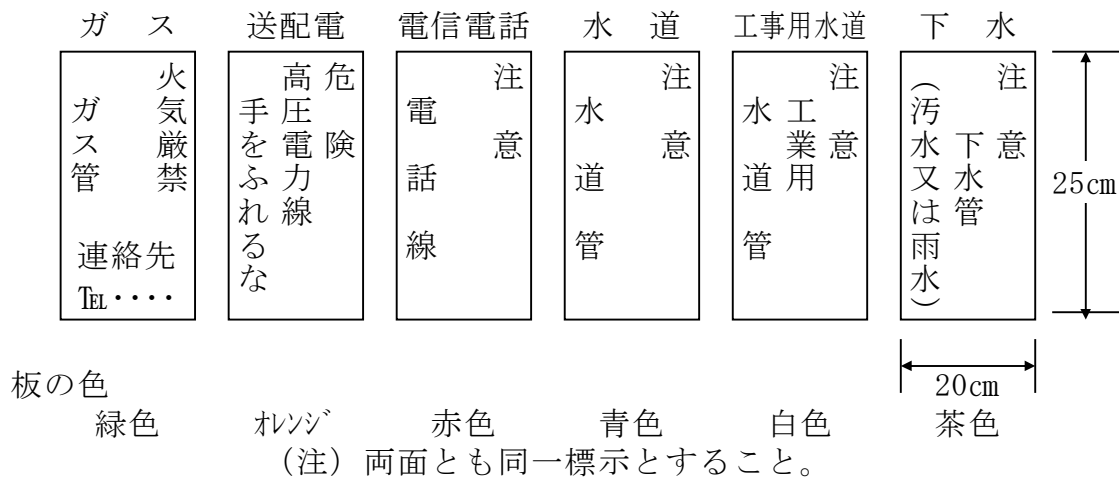 ガス 送配電 電信電話 水道 工事用水道 下水
火気厳禁
ガス管
連絡先
℡・・・・
危険
高圧電力線
手をふれるな
注意
電話線
注意
水道管
注意
工業用
水道管
注意
下水管
（汚水又は雨水）
25cm
20cm
板の色
緑色 オレンジ 赤色 青色 白色 茶色
（注）両面とも同一標示とすること。